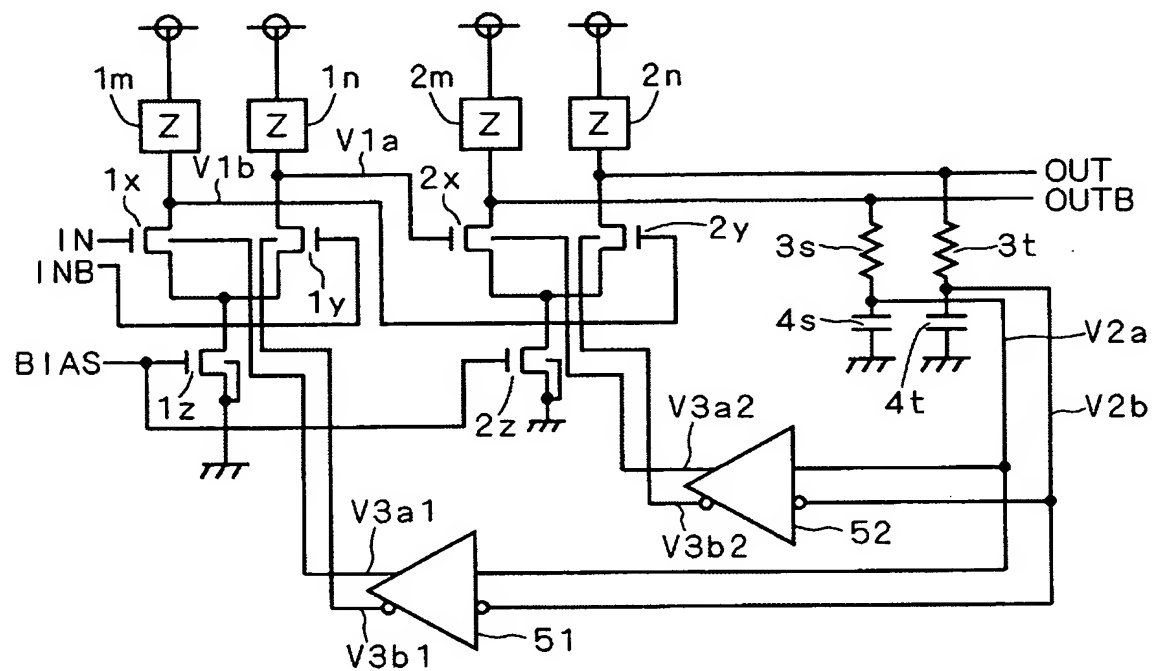 1m
1n
2m
2n
Z
Z
Z
Z
V1a
V1b
1x
2x
OUT
OUTB
IN
2y
3s
3t
INB
1y
4s
V2a
BIAS
1z
2z
4t
V3a2
V2b
V3a1
V3b2
52
V3b1
51